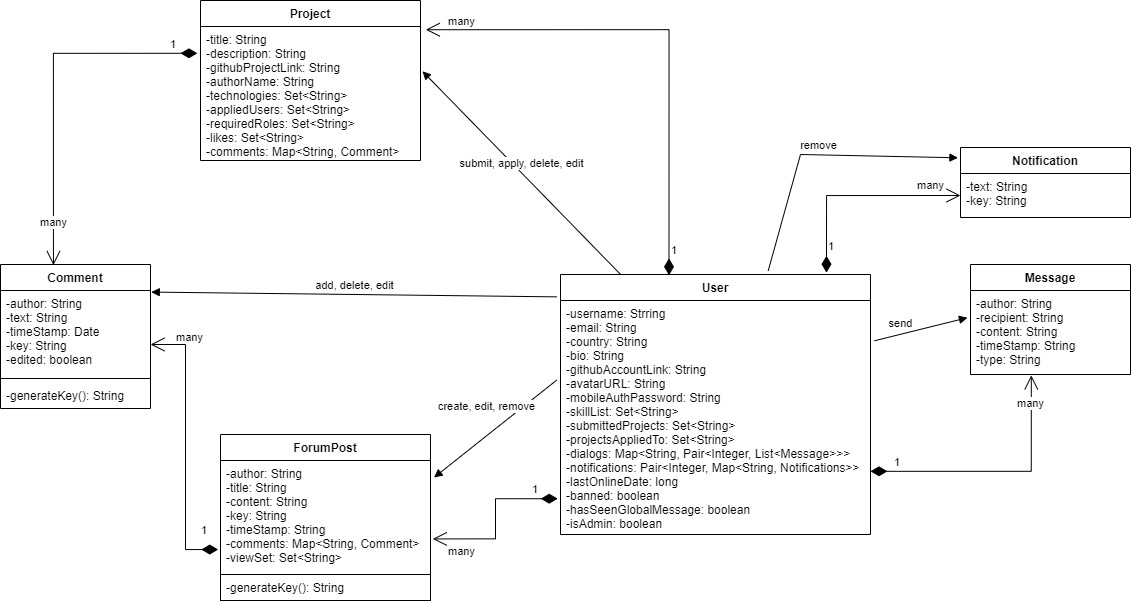 Project
-title: String
-description: String
-githubProjectLink: String
-authorName: String
-technologies: Set<String>
-appliedUsers: Set<String>
-requiredRoles: Set<String>
-likes: Set<String>
-comments: Map<String, Comment>
many
1
many
submit, apply, delete, edit
1
remove
Notification
-text: String
-key: String
many
1
Comment
-author: String
-text: String
-timeStamp: Date
-key: String
-edited: boolean
-generateKey(): String
add, delete, edit
many
User
-username: Strring
-email: String
-country: String
-bio: String
-githubAccountLink: String
-avatarURL: String
-mobileAuthPassword: String
-skillList: Set<String>
-submittedProjects: Set<String>
-projectsAppliedTo: Set<String>
-dialogs: Map<String, Pair<Integer, List<Message>>>
-notifications: Pair<Integer, Map<String, Notifications>>
-lastOnlineDate: long
-banned: boolean
-hasSeenGlobalMessage: boolean
-isAdmin: boolean
send
Message
-author: String
-recipient: String
-content: String
-timeStamp: String
-type: String
many
1
create, edit, remove
ForumPost
-author: String
-title: String
-content: String
-key: String
-timeStamp: String
-comments: Map<String, Comment>
-viewSet: Set<String>
-generateKey(): String
1
1
many